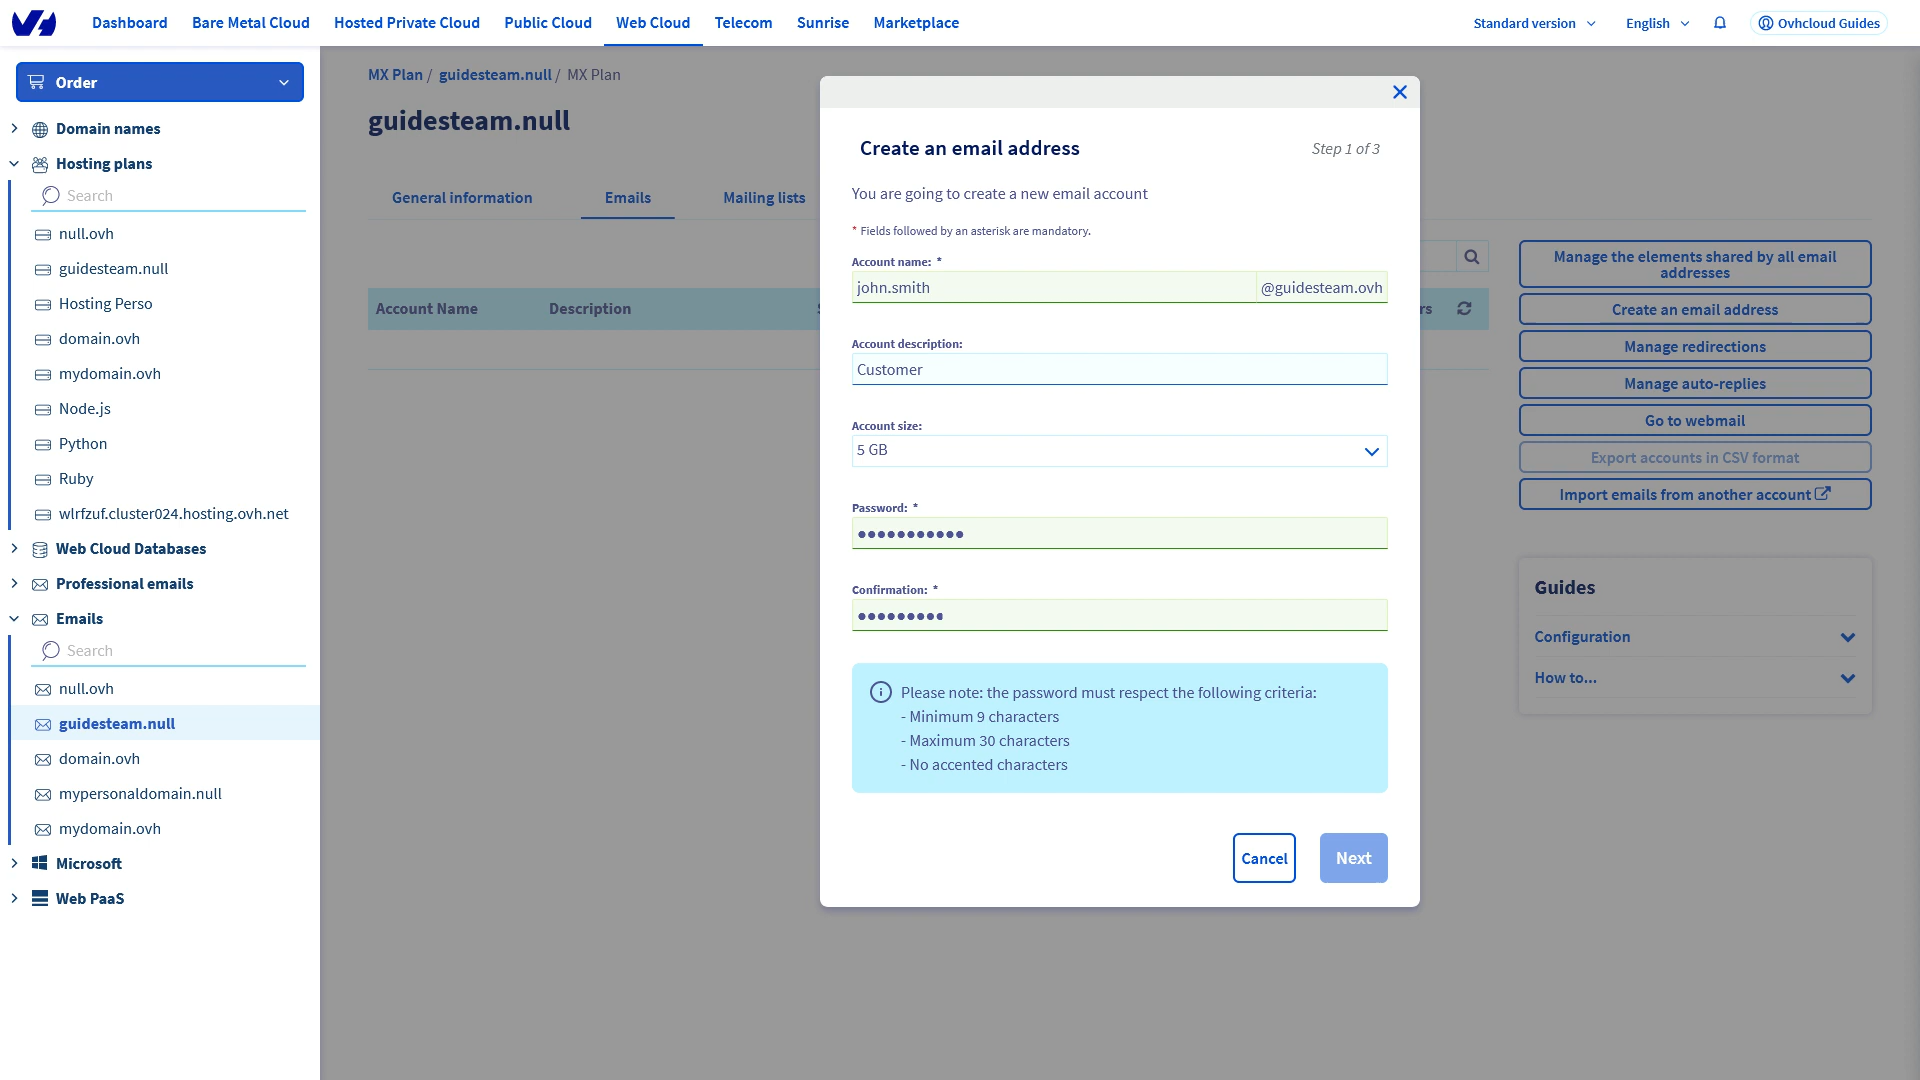 Dashboard
Bare Metal Cloud
Hosted Private Cloud
Public Cloud
Web Cloud
Telecom
Sunrise
Marketplace
Standard version
English
Ovhcloud Guides
Order
Domain names
Hosting plans
Search
null.ovh
guidesteam.null
Hosting Perso
domain.ovh
mydomain.ovh
Node.js
Python
Ruby
wlrfzuf.cluster024.hosting.ovh.net
Web Cloud Databases
Professional emails
Emails
Search
null.ovh
guidesteam.null
domain.ovh
mypersonaldomain.null
mydomain.ovh
Microsoft
Web PaaS
MX Plan / guidesteam.null / MX Plan
guidesteam.null
General information
Emails
Mailing lists
Account Name
Description
Create an email address
Step 1 of 3
You are going to create a new email account
* Fields followed by an asterisk are mandatory.
Account name: *
john.smith
@guidesteam.ovh
Account description:
Customer
Account size:
5 GB
Password: *
●●●●●●●●●●●
Confirmation: *
●●●●●●●●●
Please note: the password must respect the following criteria:
- Minimum 9 characters
- Maximum 30 characters
- No accented characters
Cancel
Next
Manage the elements shared by all email
addresses
Create an email address
Manage redirections
Manage auto-replies
Go to webmail
Export accounts in CSV format
Import emails from another account
Guides
Configuration
How to...